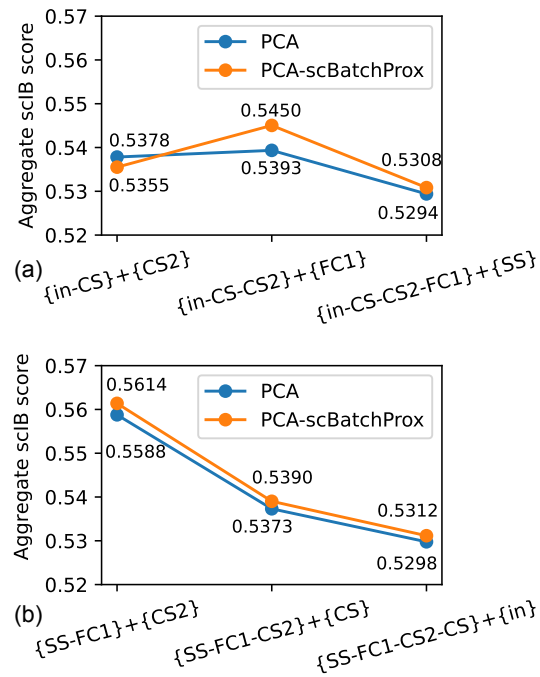 0.57
0.56
0.55
0.54
0.53
0.52
Aggregate scIB score
PCA
PCA-scBatchProx
0.5378
0.5355
0.5450
0.5393
0.5308
0.5294
(a)
{in-CS}+{CS2}
{in-CS-CS2}+{FC1}
{in-CS-CS2-FC1}+{SS}
0.57
0.56
0.55
0.54
0.53
0.52
Aggregate scIB score
PCA
PCA-scBatchProx
0.5614
0.5588
0.5390
0.5373
0.5312
0.5298
(b)
{SS-FC1}+{CS2}
{SS-FC1-CS2}+{CS}
{SS-FC1-CS2-CS}+{in}